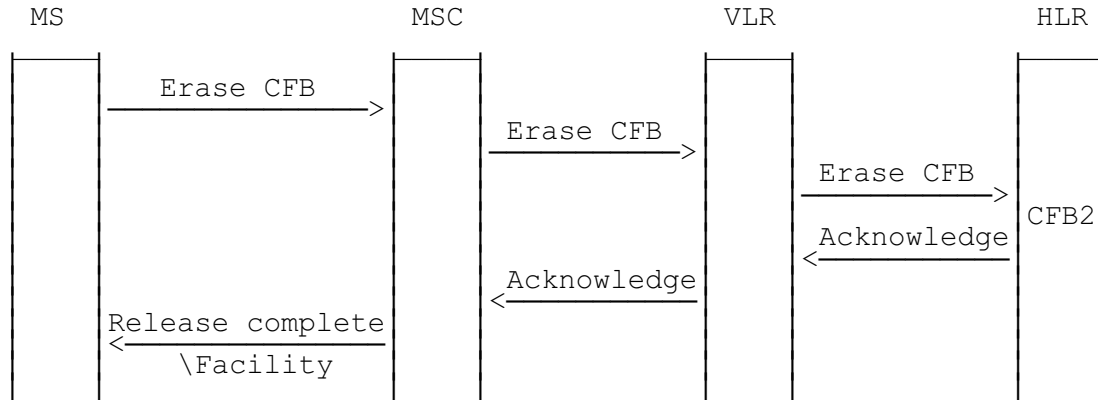 MS MSC VLR HLR
Erase CFB
Erase CFB
Erase CFB
CFB2
Acknowledge
Acknowledge
Release complete
\Facility